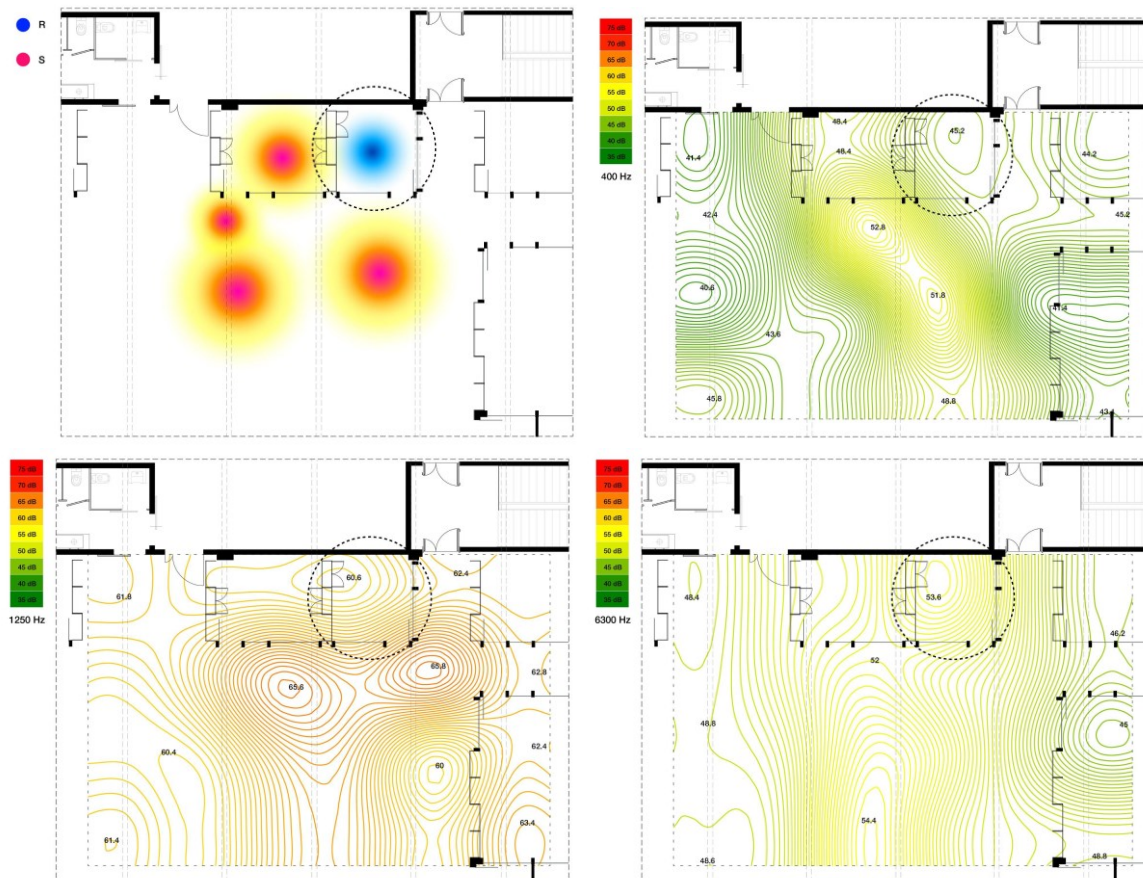 R
S
75 dB
70 dB
65 dB
60 dB
55 dB
50 dB
45 dB
40 dB
35 dB
400 Hz
48.4
45.2
41.4
48.4
44.2
42.4
45.2
52.8
40.6
51.8
41.4
43.6
45.8
48.8
75 dB
70 dB
65 dB
60 dB
55 dB
50 dB
45 dB
40 dB
35 dB
1250 Hz
60.6
62.4
61.8
65.8
62.8
65.6
60.4
62.4
60
63.4
61.4
75 dB
70 dB
65 dB
60 dB
55 dB
50 dB
45 dB
40 dB
35 dB
6300 Hz
48.4
53.6
46.2
52
48.8
45
54.4
48.6
48.8